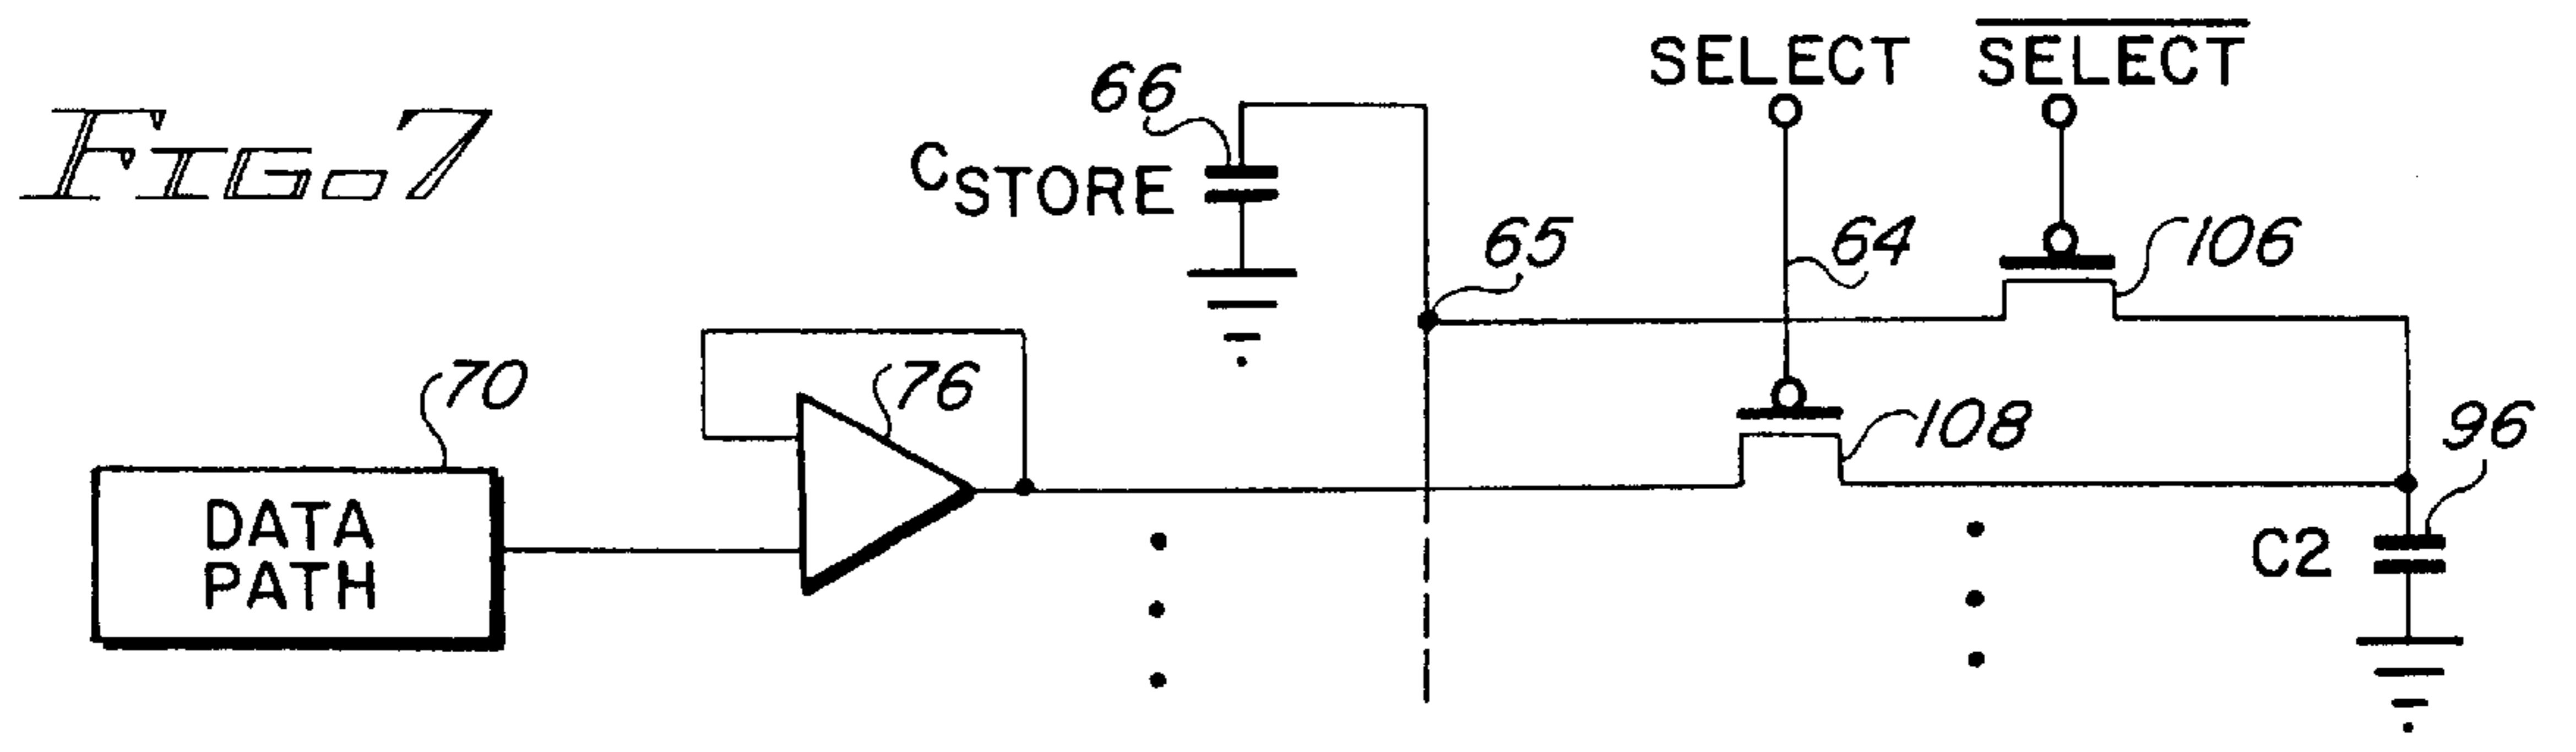 FIG. 7
SELECT
SELECT
66
CSTORE
65
64
106
70
76
108
96
DATA
PATH
C2